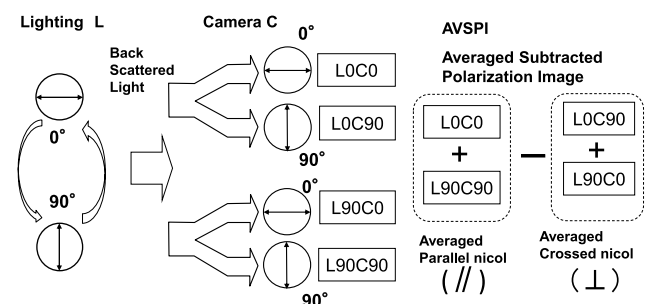 Lighting L
0°
90°
Back
Scattered
Light
Camera C
0°
L0C0
L0C90
90°
0°
L90C0
L90C90
90°
AVSPI
Averaged Subtracted
Polarization Image
L0C0
+
L90C90
—
L0C90
+
L90C0
Averaged
Parallel nicol
( // )
Averaged
Crossed nicol
( ⊥ )